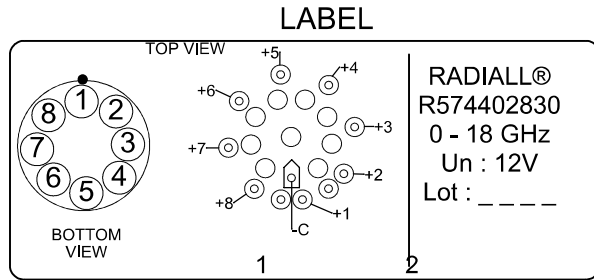 LABEL
TOP VIEW
+5
+4
+6
+3
+7
+2
+8
+1
-C
1
2
3
4
5
6
7
8
BOTTOM
VIEW
RADIALL®
R574402830
0 - 18 GHz
Un : 12V
Lot : _ _ _ _
1
2